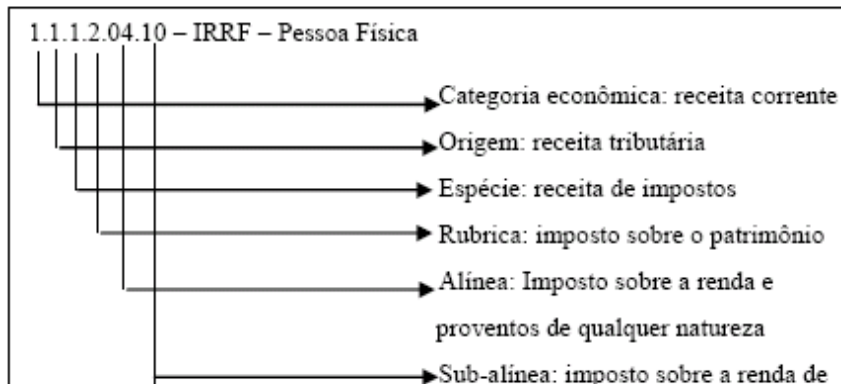 1.1.1.2.04.10 – IRRF – Pessoa Física
Categoria econômica: receita corrente
Origem: receita tributária
Espécie: receita de impostos
Rubrica: imposto sobre o patrimônio
Alínea: Imposto sobre a renda e
proventos de qualquer natureza
Sub-alínea: imposto sobre a renda de